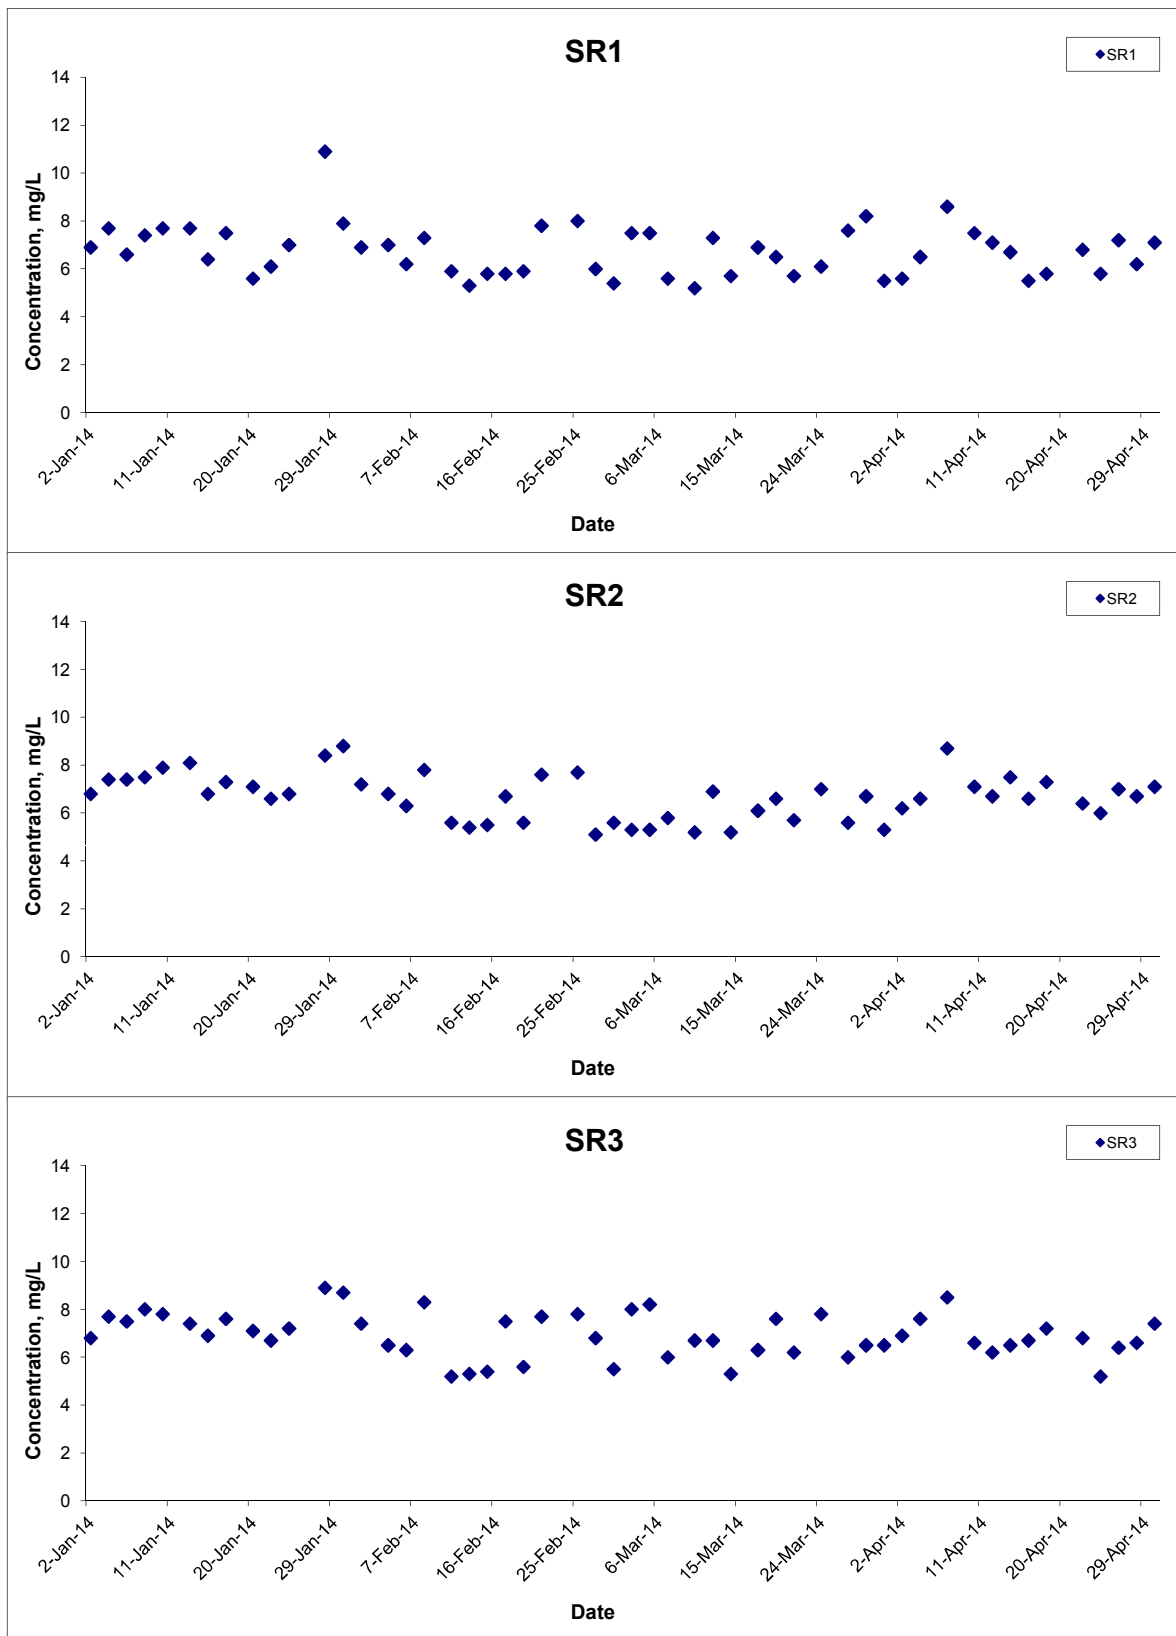 SR1
SR1
Concentration, mg/L
14
12
10
8
6
4
2
0
2-Jan-14
11-Jan-14
20-Jan-14
29-Jan-14
7-Feb-14
16-Feb-14
25-Feb-14
6-Mar-14
15-Mar-14
24-Mar-14
2-Apr-14
11-Apr-14
20-Apr-14
29-Apr-14
Date
SR2
SR2
Concentration, mg/L
14
12
10
8
6
4
2
0
2-Jan-14
11-Jan-14
20-Jan-14
29-Jan-14
7-Feb-14
16-Feb-14
25-Feb-14
6-Mar-14
15-Mar-14
24-Mar-14
2-Apr-14
11-Apr-14
20-Apr-14
29-Apr-14
Date
SR3
SR3
Concentration, mg/L
14
12
10
8
6
4
2
0
2-Jan-14
11-Jan-14
20-Jan-14
29-Jan-14
7-Feb-14
16-Feb-14
25-Feb-14
6-Mar-14
15-Mar-14
24-Mar-14
2-Apr-14
11-Apr-14
20-Apr-14
29-Apr-14
Date